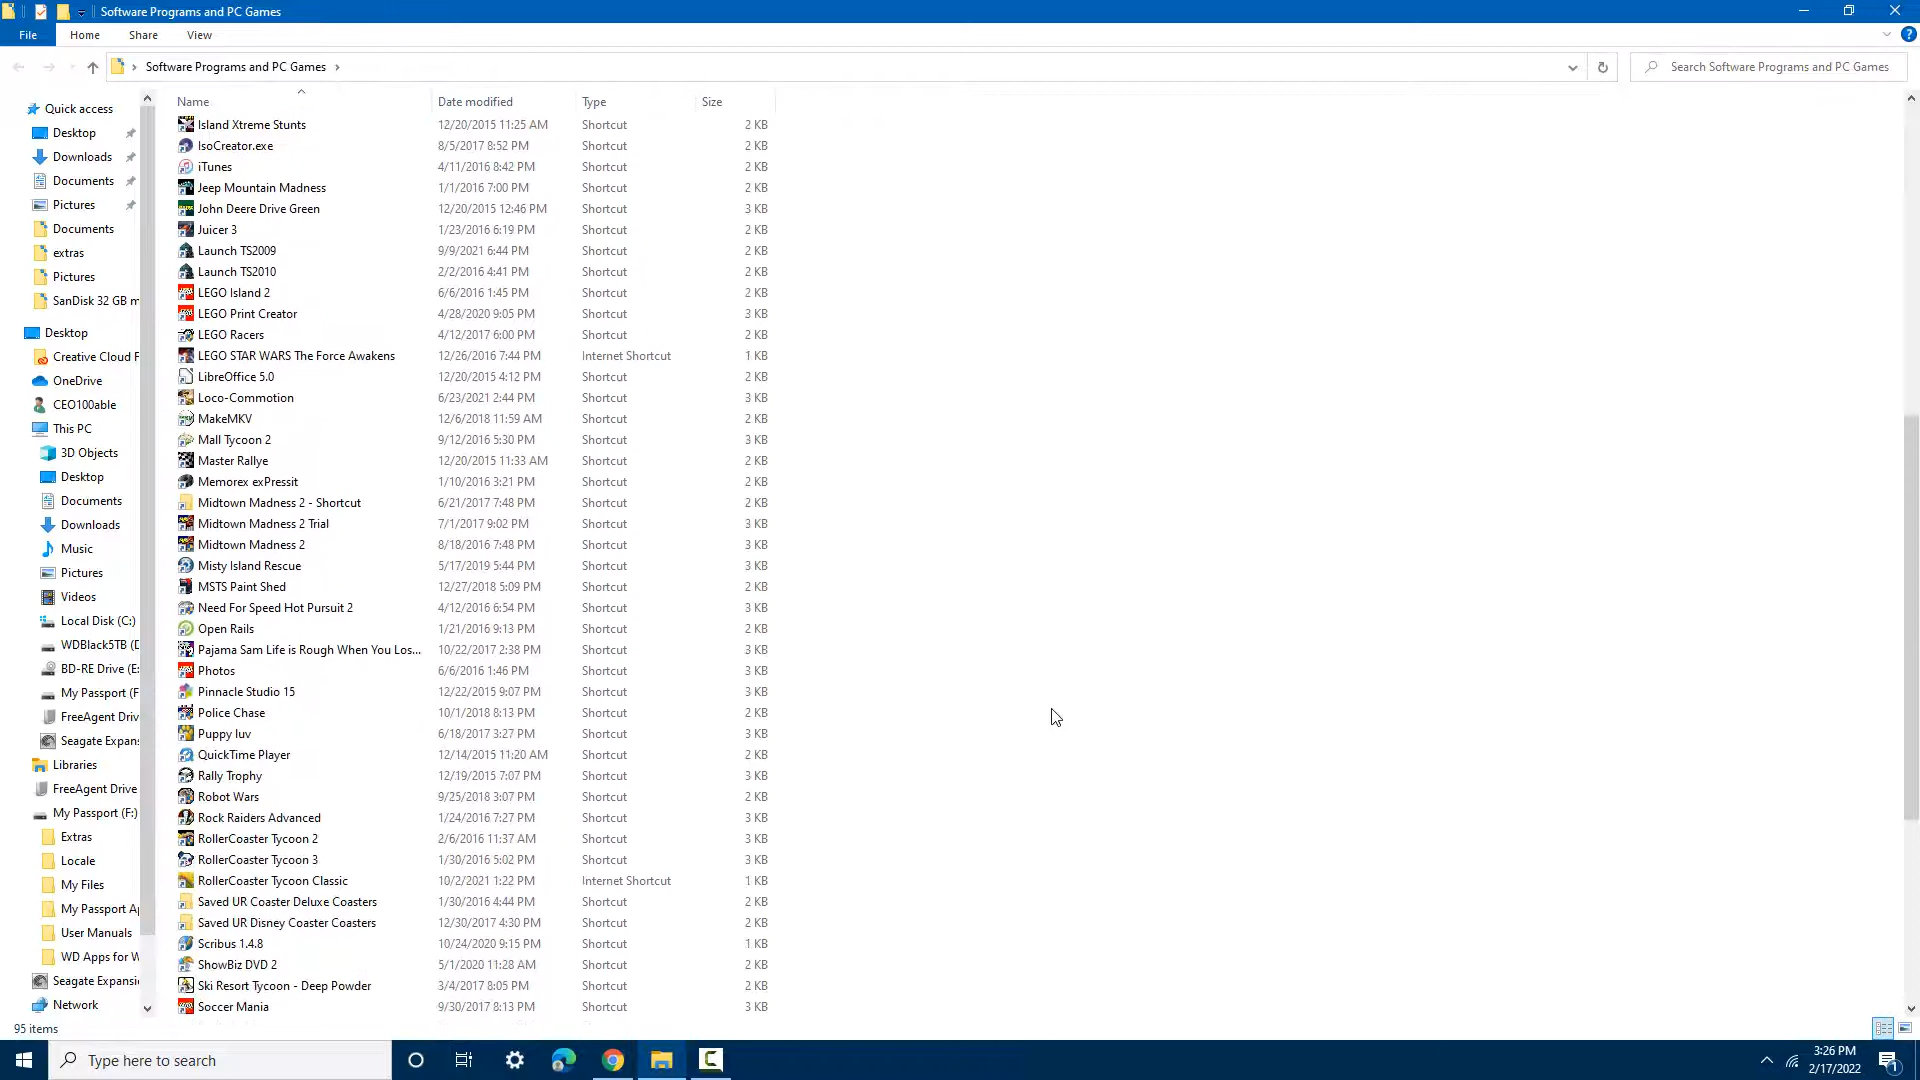 Software Programs and PC Games
File Home Share View
Software Programs and PC Games
Search Software Programs and PC Games
Quick access
Desktop
Downloads
Documents
Pictures
Documents
extras
Pictures
SanDisk 32 GB m
Desktop
Creative Cloud F
OneDrive
CEO100able
This PC
3D Objects
Desktop
Documents
Downloads
Music
Pictures
Videos
Local Disk (C:)
WDBlack5TB (D
BD-RE Drive (E:
My Passport (F
FreeAgent Driv
Seagate Expans
Libraries
FreeAgent Drive
My Passport (F:)
Extras
Locale
My Files
My Passport Ap
User Manuals
WD Apps for W
Seagate Expansi
Network
Name Date modified Type Size
Island Xtreme Stunts 12/20/2015 11:25 AM Shortcut 2 KB
IsoCreator.exe 8/5/2017 8:52 PM Shortcut 2 KB
iTunes 4/11/2016 8:42 PM Shortcut 2 KB
Jeep Mountain Madness 1/1/2016 7:00 PM Shortcut 2 KB
John Deere Drive Green 12/20/2015 12:46 PM Shortcut 3 KB
Juicer 3 1/23/2016 6:19 PM Shortcut 2 KB
Launch TS2009 9/9/2021 6:44 PM Shortcut 2 KB
Launch TS2010 2/2/2016 4:41 PM Shortcut 2 KB
LEGO Island 2 6/6/2016 1:45 PM Shortcut 2 KB
LEGO Print Creator 4/28/2020 9:05 PM Shortcut 3 KB
LEGO Racers 4/12/2017 6:00 PM Shortcut 2 KB
LEGO STAR WARS The Force Awakens 12/26/2016 7:44 PM Internet Shortcut 1 KB
LibreOffice 5.0 12/20/2015 4:12 PM Shortcut 2 KB
Loco-Commotion 6/23/2021 2:44 PM Shortcut 3 KB
MakeMKV 12/6/2018 11:59 AM Shortcut 2 KB
Mall Tycoon 2 9/12/2016 5:30 PM Shortcut 3 KB
Master Rallye 12/20/2015 11:33 AM Shortcut 2 KB
Memorex exPressit 1/10/2016 3:21 PM Shortcut 2 KB
Midtown Madness 2 - Shortcut 6/21/2017 7:48 PM Shortcut 2 KB
Midtown Madness 2 Trial 7/1/2017 9:02 PM Shortcut 3 KB
Midtown Madness 2 8/18/2016 7:48 PM Shortcut 3 KB
Misty Island Rescue 5/17/2019 5:44 PM Shortcut 3 KB
MSTS Paint Shed 12/27/2018 5:09 PM Shortcut 2 KB
Need For Speed Hot Pursuit 2 4/12/2016 6:54 PM Shortcut 3 KB
Open Rails 1/21/2016 9:13 PM Shortcut 2 KB
Pajama Sam Life is Rough When You Los... 10/22/2017 2:38 PM Shortcut 3 KB
Photos 6/6/2016 1:46 PM Shortcut 3 KB
Pinnacle Studio 15 12/22/2015 9:07 PM Shortcut 3 KB
Police Chase 10/1/2018 8:13 PM Shortcut 2 KB
Puppy luv 6/18/2017 3:27 PM Shortcut 3 KB
QuickTime Player 12/14/2015 11:20 AM Shortcut 2 KB
Rally Trophy 12/19/2015 7:07 PM Shortcut 3 KB
Robot Wars 9/25/2018 3:07 PM Shortcut 2 KB
Rock Raiders Advanced 1/24/2016 7:27 PM Shortcut 3 KB
RollerCoaster Tycoon 2 2/6/2016 11:37 AM Shortcut 3 KB
RollerCoaster Tycoon 3 1/30/2016 5:02 PM Shortcut 3 KB
RollerCoaster Tycoon Classic 10/2/2021 1:22 PM Internet Shortcut 1 KB
Saved UR Coaster Deluxe Coasters 1/30/2016 4:44 PM Shortcut 2 KB
Saved UR Disney Coaster Coasters 12/30/2017 4:30 PM Shortcut 2 KB
Scribus 1.4.8 10/24/2020 9:15 PM Shortcut 1 KB
ShowBiz DVD 2 5/1/2020 11:28 AM Shortcut 2 KB
Ski Resort Tycoon - Deep Powder 3/4/2017 8:05 PM Shortcut 2 KB
Soccer Mania 9/30/2017 8:13 PM Shortcut 3 KB
95 items
Type here to search
3:26 PM
2/17/2022
1